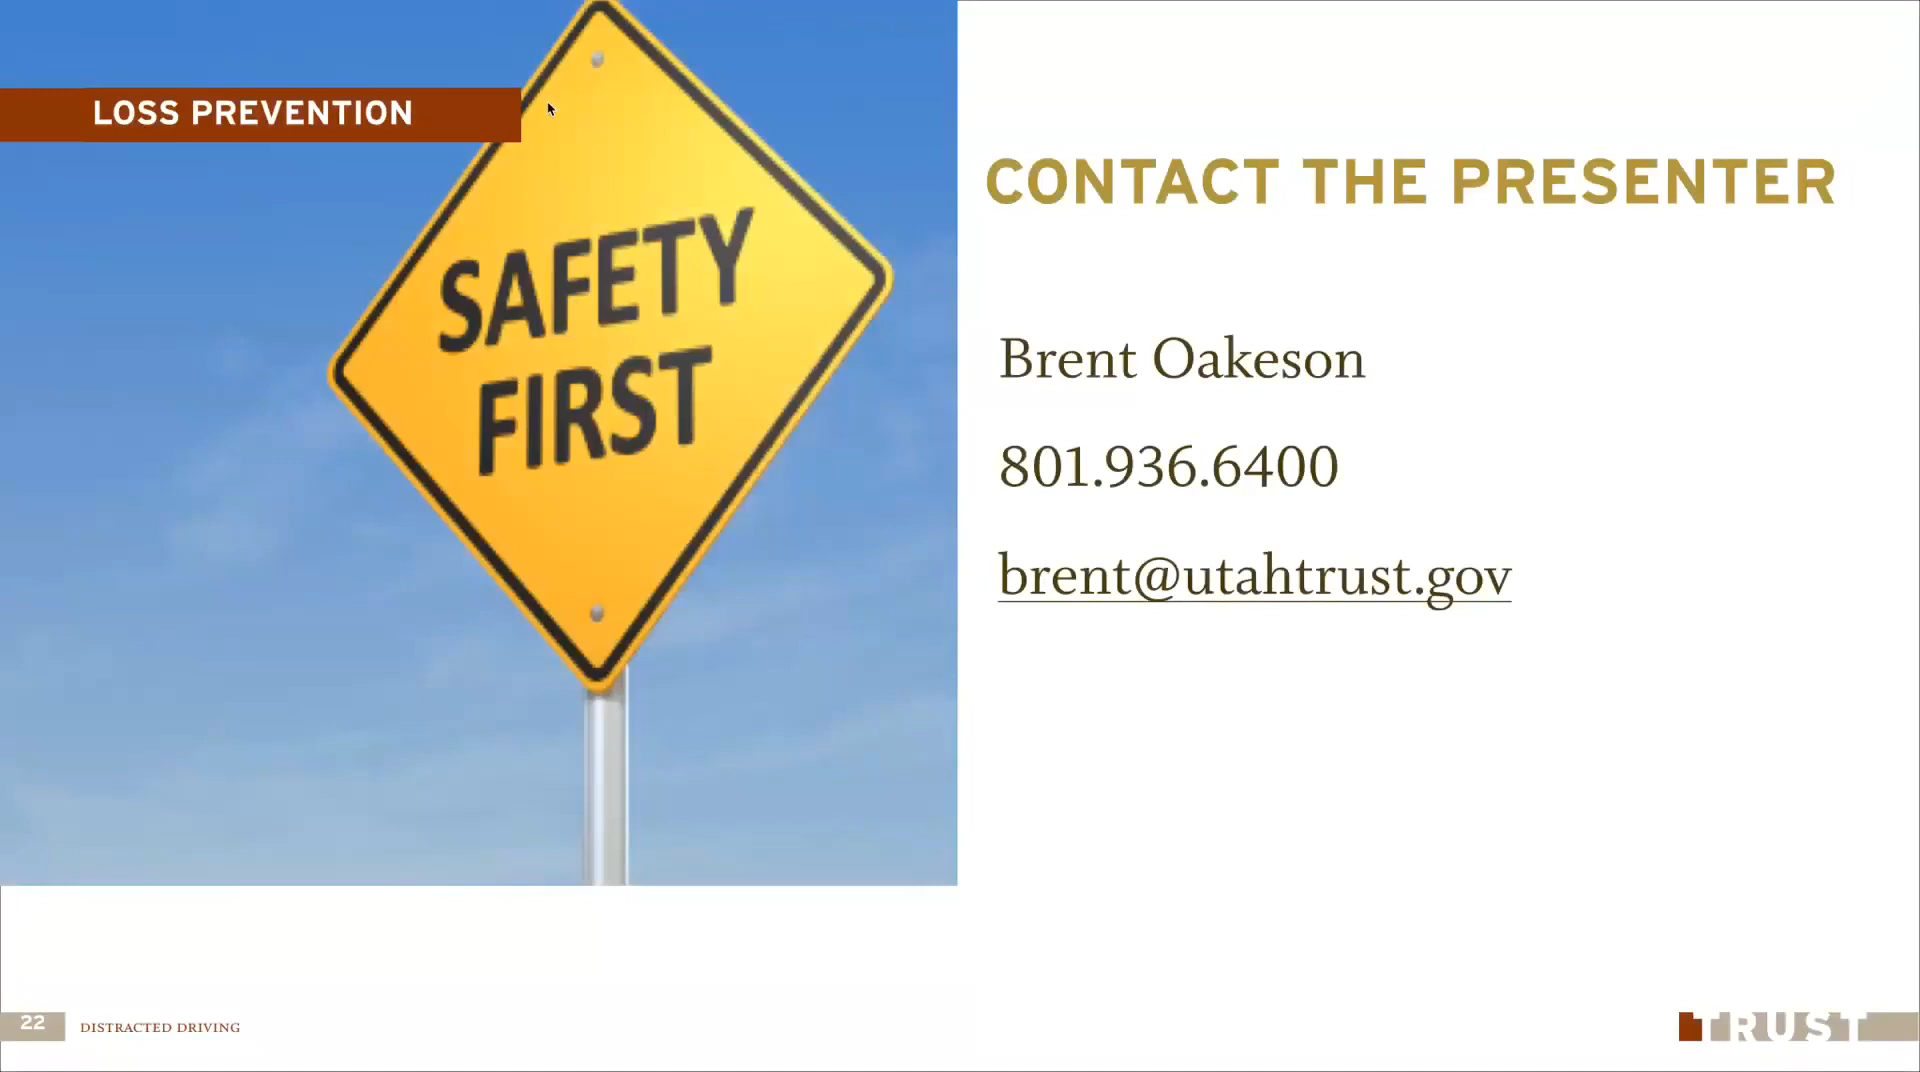 LOSS PREVENTION
SAFETY
FIRST
CONTACT THE PRESENTER
Brent Oakeson
801.936.6400
brent@utahtrust.gov
22
DISTRACTED DRIVING
TRUST